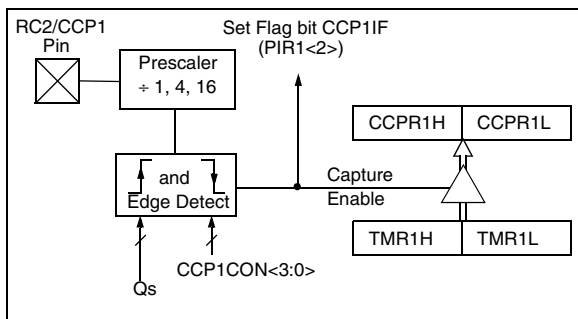 RC2/CCP1
Pin
Prescaler
÷ 1, 4, 16
Set Flag bit CCP1IF
(PIR1<2>)
CCPR1H CCPR1L
and
Edge Detect
Capture
Enable
TMR1H TMR1L
CCP1CON<3:0>
Qs